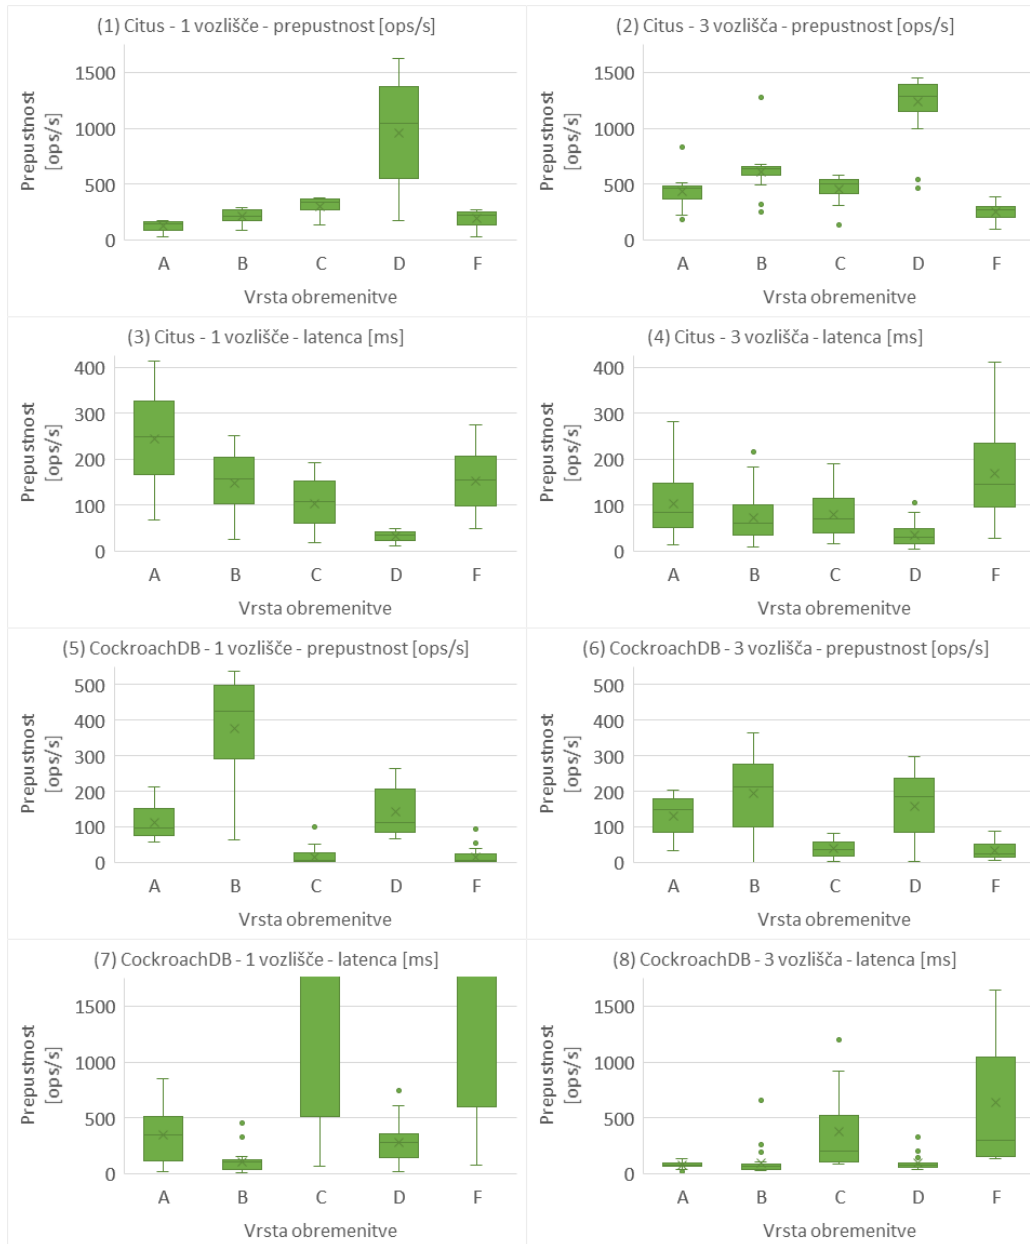 (1) Citus - 1 vozlišče - prepustnost [ops/s]
Prepustnost
[ops/s]
1500
1000
500
0
A B C D F
Vrsta obremenitve
(2) Citus - 3 vozlišča - prepustnost [ops/s]
Prepustnost
[ops/s]
1500
1000
500
0
A B C D F
Vrsta obremenitve
(3) Citus - 1 vozlišče - latenca [ms]
Prepustnost
[ops/s]
400
300
200
100
0
A B C D F
Vrsta obremenitve
(4) Citus - 3 vozlišča - latenca [ms]
Prepustnost
[ops/s]
400
300
200
100
0
A B C D F
Vrsta obremenitve
(5) CockroachDB - 1 vozlišče - prepustnost [ops/s]
Prepustnost
[ops/s]
500
400
300
200
100
0
A B C D F
Vrsta obremenitve
(6) CockroachDB - 3 vozlišča - prepustnost [ops/s]
Prepustnost
[ops/s]
500
400
300
200
100
0
A B C D F
Vrsta obremenitve
(7) CockroachDB - 1 vozlišče - latenca [ms]
Prepustnost
[ops/s]
1500
1000
500
0
A B C D F
Vrsta obremenitve
(8) CockroachDB - 3 vozlišča - latenca [ms]
Prepustnost
[ops/s]
1500
1000
500
0
A B C D F
Vrsta obremenitve